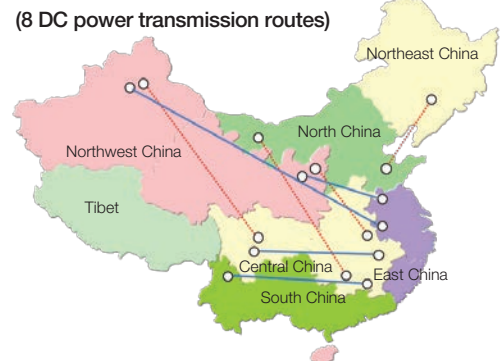 (8 DC power transmission routes)
Northeast China
North China
Northwest China
Tibet
Central China
East China
South China